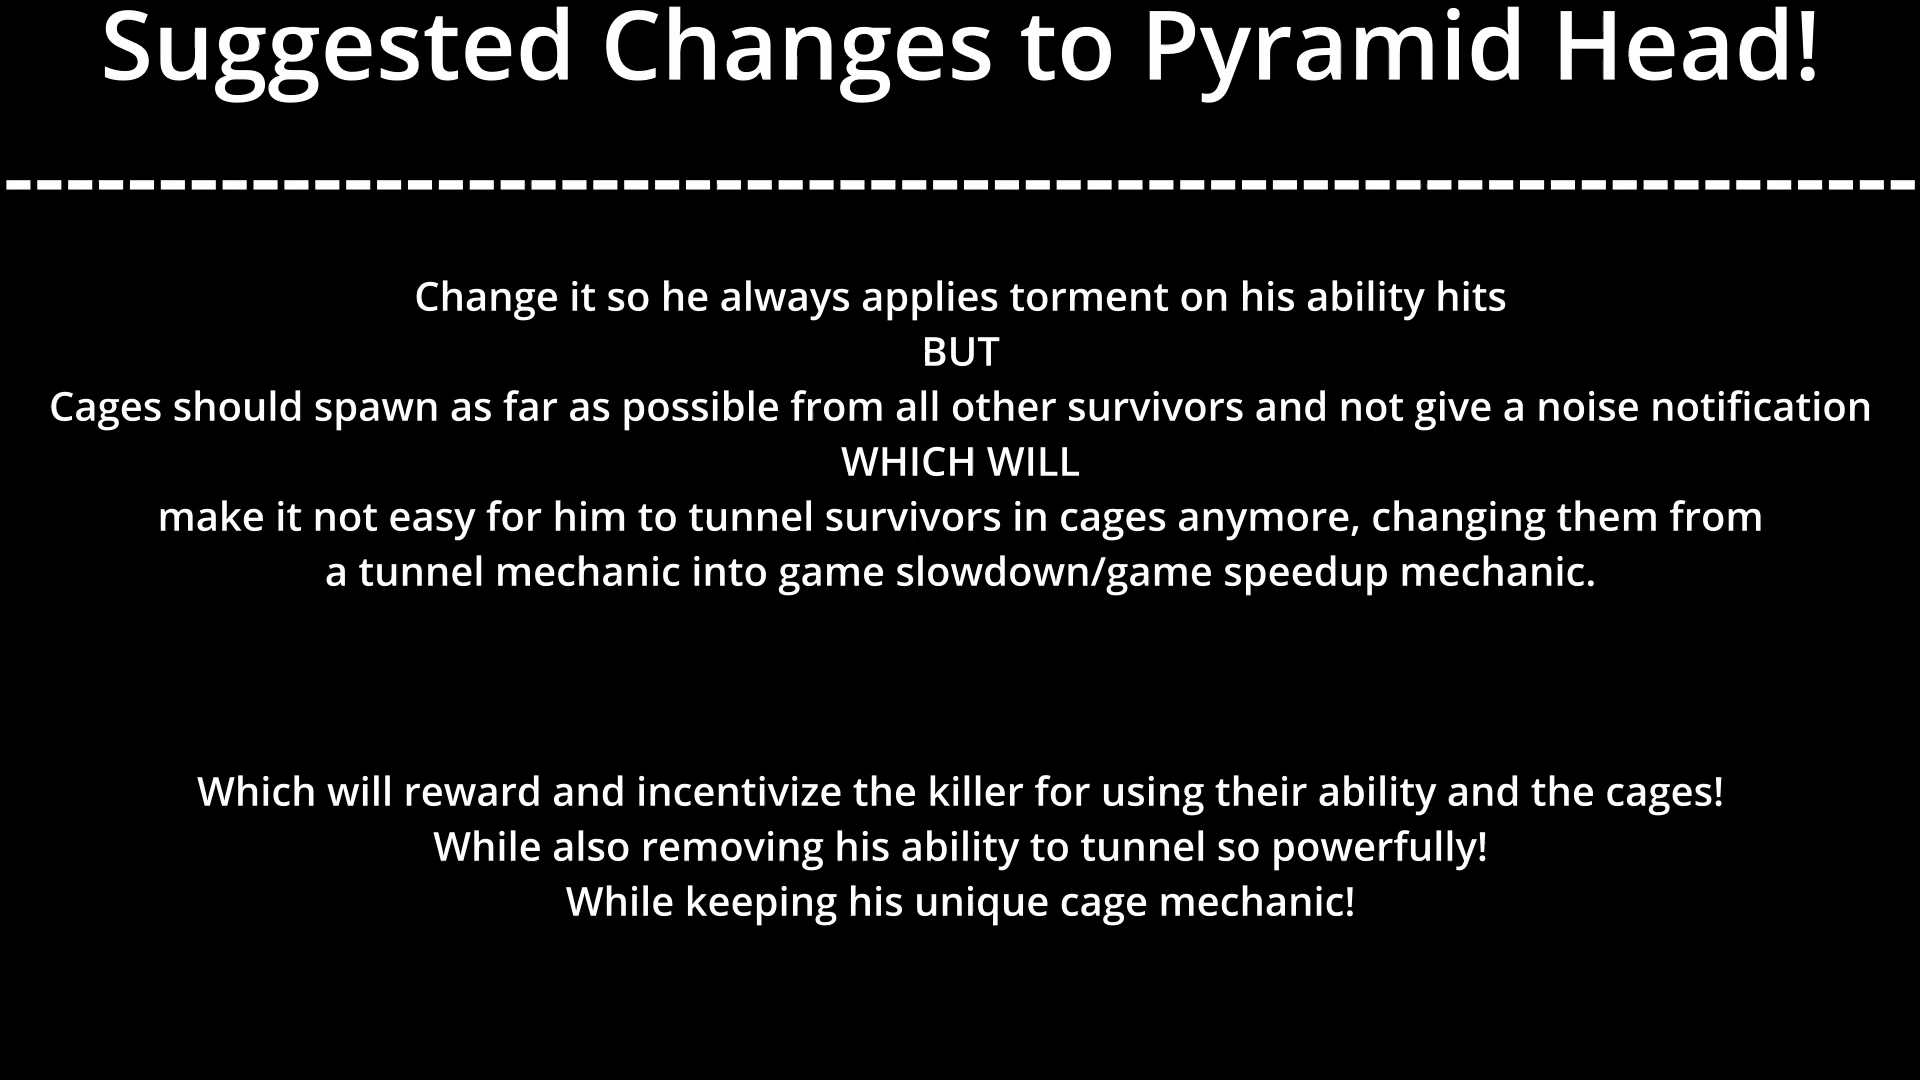 Suggested Changes to Pyramid Head!
Change it so he always applies torment on his ability hits
BUT
Cages should spawn as far as possible from all other survivors and not give a noise notification
WHICH WILL
make it not easy for him to tunnel survivors in cages anymore, changing them from
a tunnel mechanic into game slowdown/game speedup mechanic.
Which will reward and incentivize the killer for using their ability and the cages!
While also removing his ability to tunnel so powerfully!
While keeping his unique cage mechanic!